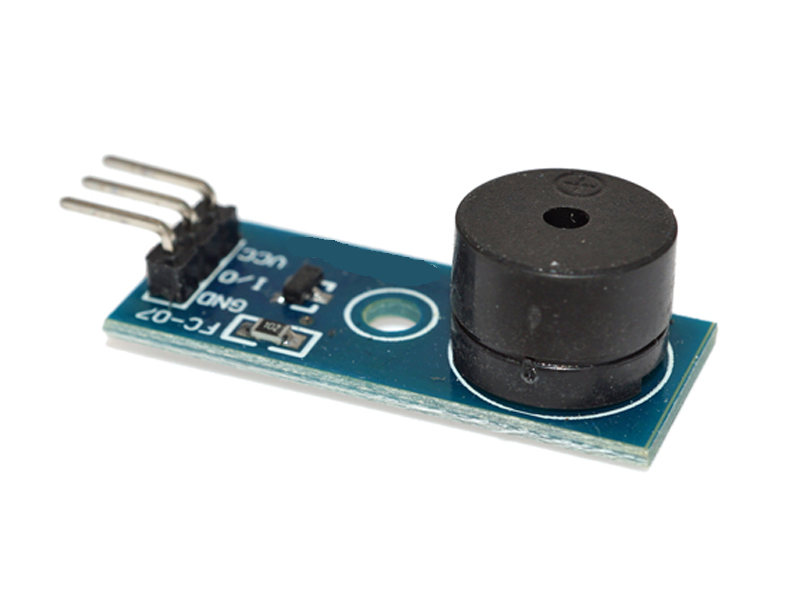 VCC
I/O
GND
FC-07
102